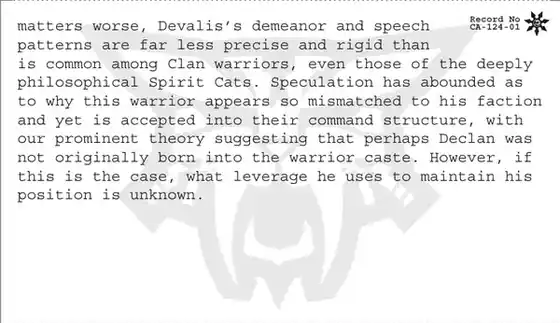 matters worse, Devalis's demeanor and speech
Record No
CA-124-01
patterns are far less precise and rigid than
is common among Clan warriors, even those of the deeply
philosophical Spirit Cats. Speculation has abounded as
to why this warrior appears so mismatched to his faction
and yet is accepted into their command structure, with
our prominent theory suggesting that perhaps Declan was
not originally born into the warrior caste. However, if
this is the case, what leverage he uses to maintain his
position is unknown.